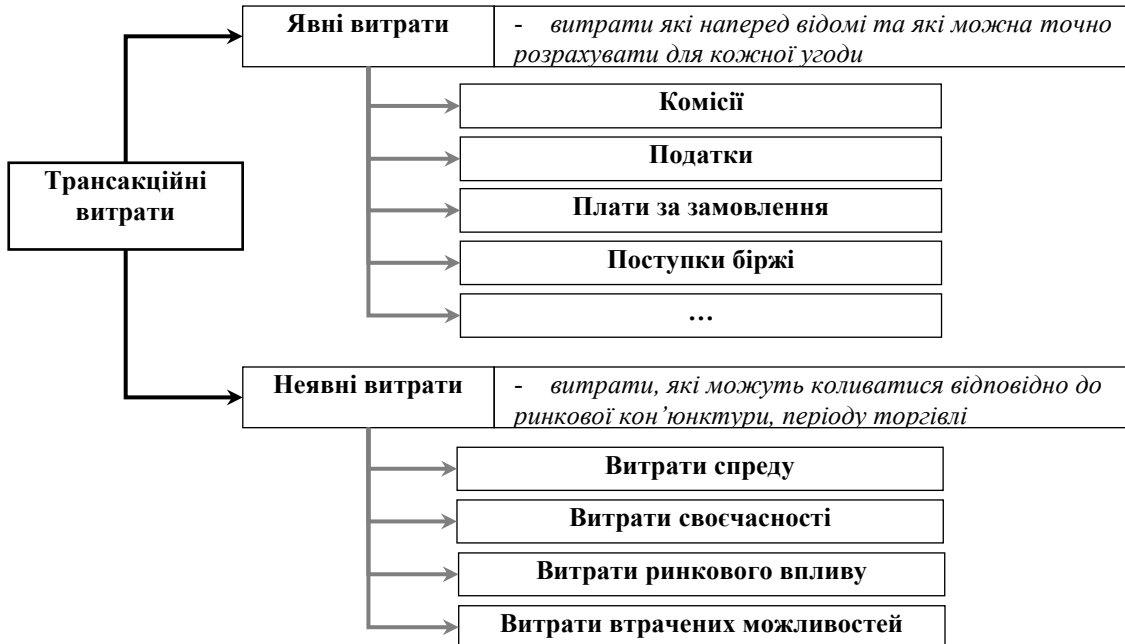 Явні витрати
- витрати які наперед відомі та які можна точно
розрахувати для кожної угоди
Комісії
Податки
Трансакційні
витрати
Плати за замовлення
Поступки біржі
…
Неявні витрати
- витрати, які можуть коливатися відповідно до
ринкової кон’юнктури, періоду торгівлі
Витрати спреду
Витрати своєчасності
Витрати ринкового впливу
Витрати втрачених можливостей